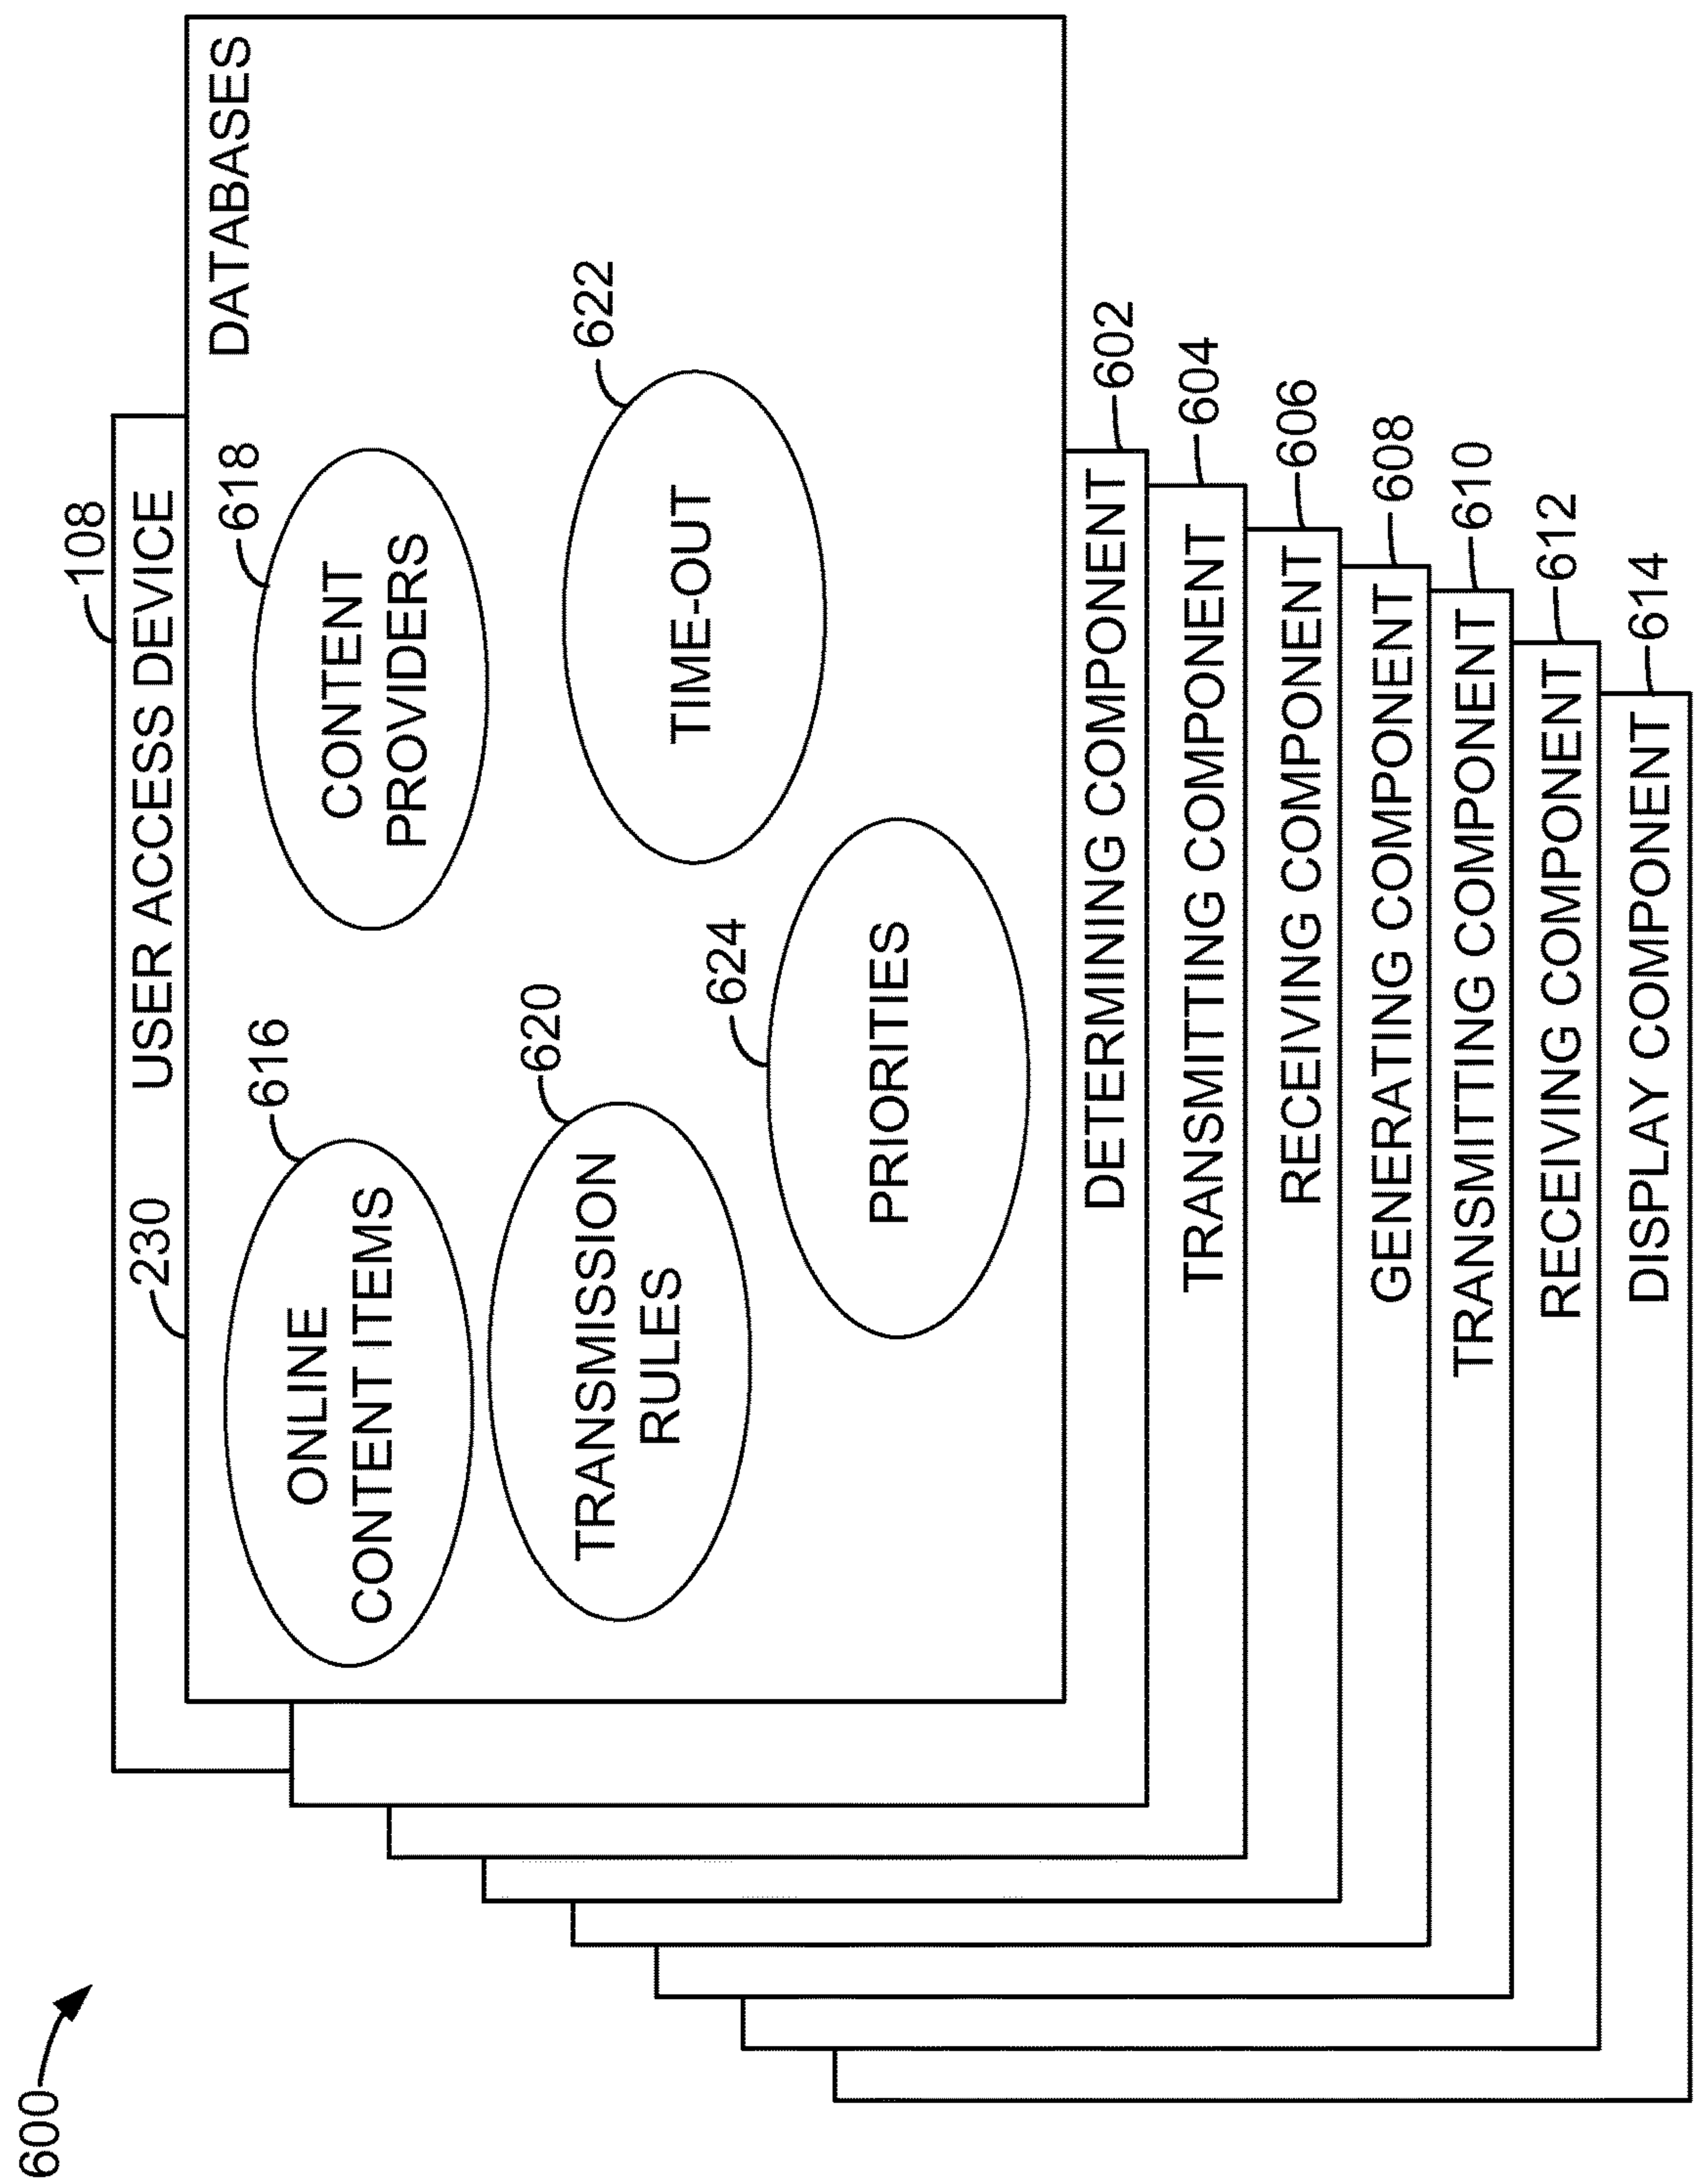 600
108
USER ACCESS DEVICE
230
DATABASES
616
618
ONLINE
CONTENT ITEMS
CONTENT
PROVIDERS
620
622
TRANSMISSION
RULES
TIME-OUT
624
PRIORITIES
DETERMINING COMPONENT
602
TRANSMITTING COMPONENT
604
RECEIVING COMPONENT
606
GENERATING COMPONENT
608
TRANSMITTING COMPONENT
610
RECEIVING COMPONENT
612
DISPLAY COMPONENT
614